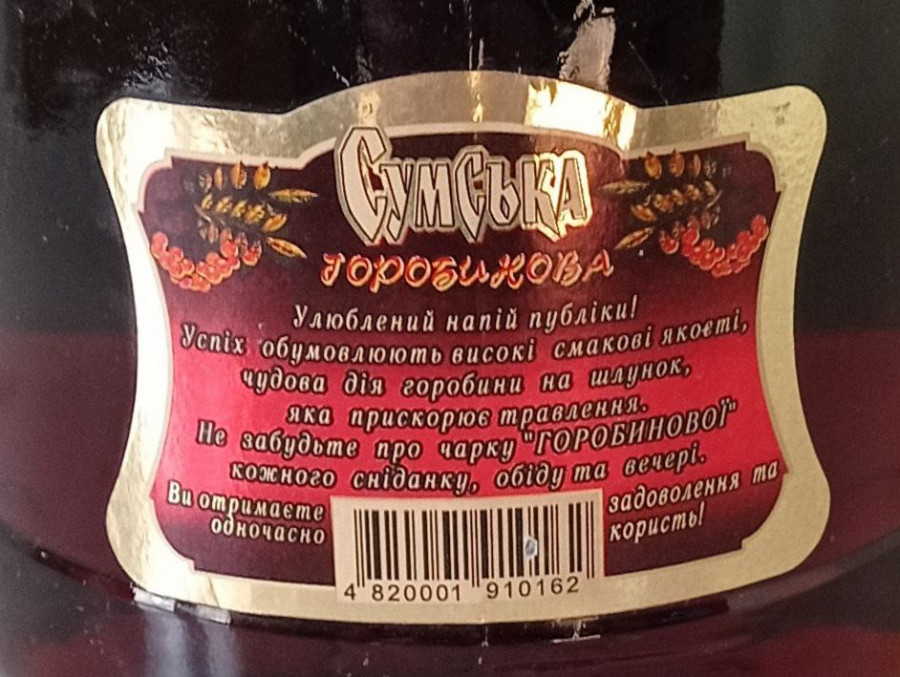 Сумська
ГОРОБИНОВА
Улюблений напій публіки!
Успіх обумовлюють високі смакові якості,
чудова дія горобини на шлунок,
яка прискорює травлення.
Не забудьте про чарку "ГОРОБИНОВОЇ"
кожного сніданку, обіду та вечері.
Ви отримаєте
одночасно
задоволення та
користь!
4 820001 910162